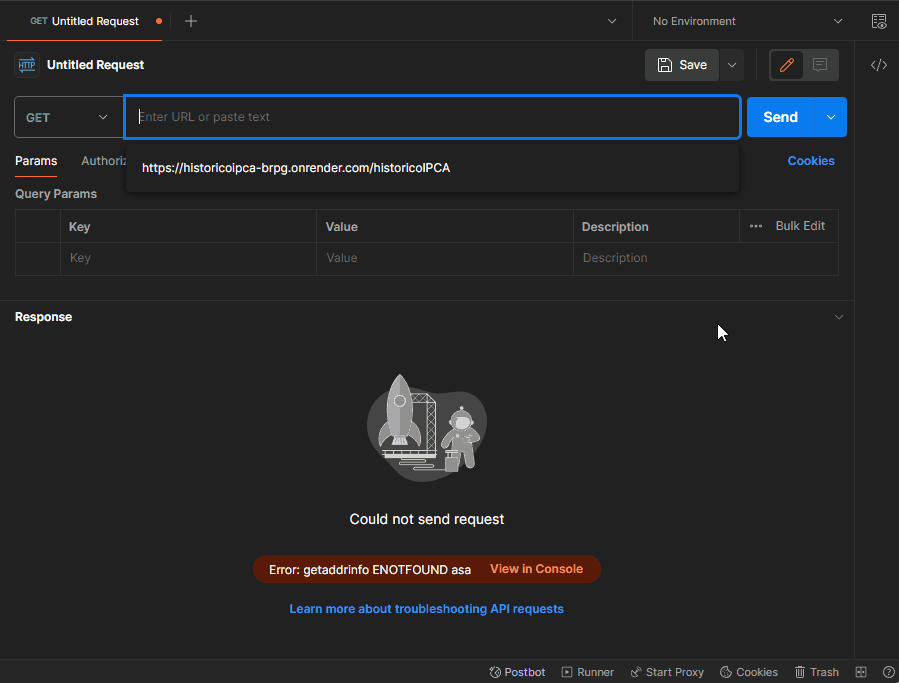 GET Untitled Request
No Environment
HTTP Untitled Request Save
GET Enter URL or paste text Send
Params Authoriz Cookies
https://historicoipca-brpg.onrender.com/historicoIPCA
Query Params
Key Value Description ••• Bulk Edit
Key Value Description
Response
Could not send request
Error: getaddrinfo ENOTFOUND asa View in Console
Learn more about troubleshooting API requests
Postbot Runner Start Proxy Cookies Trash